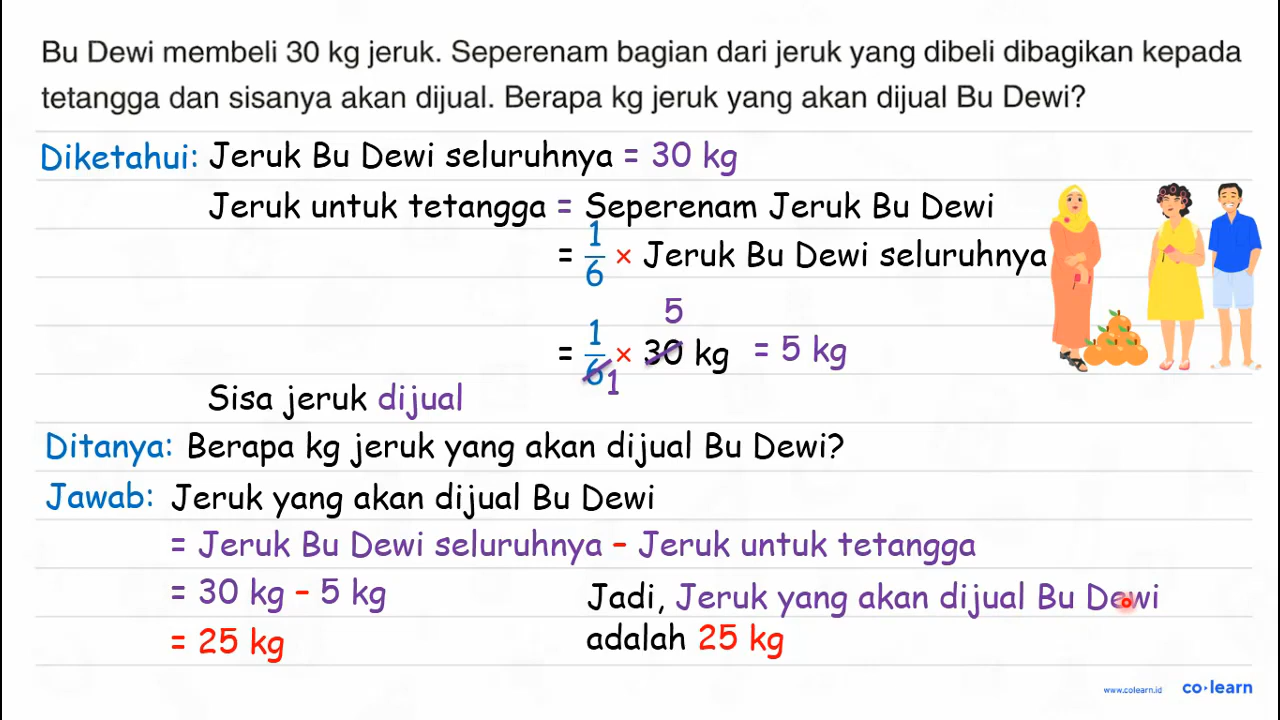 Bu Dewi membeli 30 kg jeruk. Seperenam bagian dari jeruk yang dibeli dibagikan kepada
tetangga dan sisanya akan dijual. Berapa kg jeruk yang akan dijual Bu Dewi?
Diketahui: Jeruk Bu Dewi seluruhnya = 30 kg
Jeruk untuk tetangga = Seperenam Jeruk Bu Dewi
= 1/6 × Jeruk Bu Dewi seluruhnya
5
= 1/6 × 30 kg = 5 kg
1
Sisa jeruk dijual
Ditanya: Berapa kg jeruk yang akan dijual Bu Dewi?
Jawab: Jeruk yang akan dijual Bu Dewi
= Jeruk Bu Dewi seluruhnya – Jeruk untuk tetangga
= 30 kg – 5 kg
= 25 kg
Jadi, Jeruk yang akan dijual Bu Dewi
adalah 25 kg
www.colearn.id co·learn